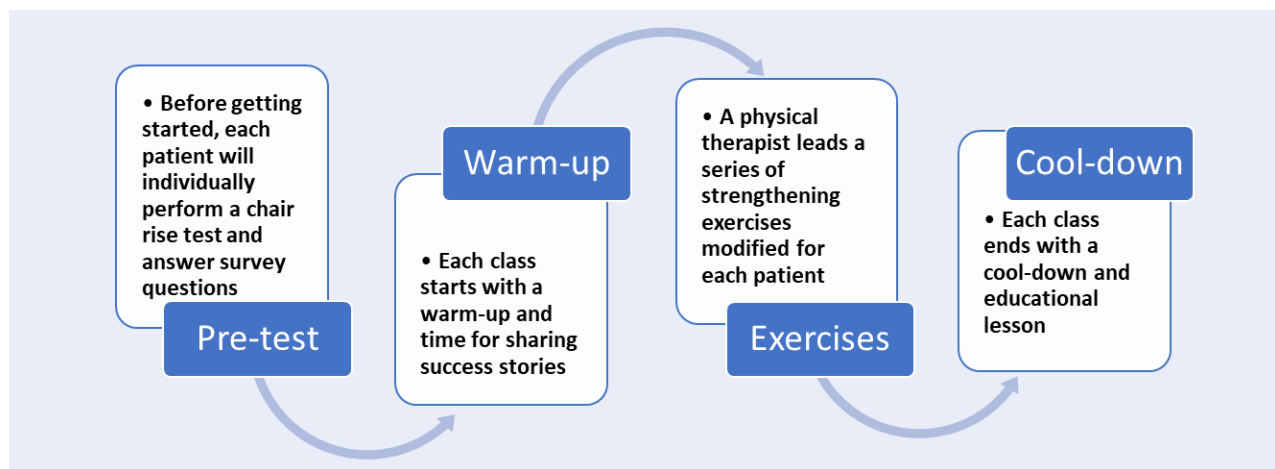 • Before getting
started, each
patient will
individually
perform a chair
rise test and
answer survey
questions
Pre-test
Warm-up
• Each class
starts with a
warm-up and
time for sharing
success stories
• A physical
therapist leads a
series of
strengthening
exercises
modified for
each patient
Exercises
Cool-down
• Each class
ends with a
cool-down and
educational
lesson